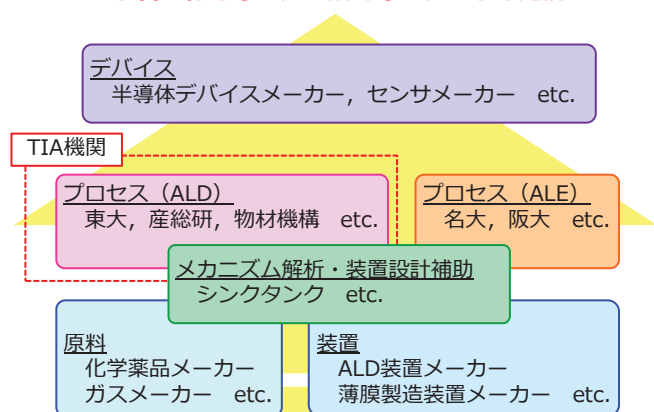 デバイス
半導体デバイスメーカー，センサメーカー　etc.
TIA機関
プロセス（ALD）
東大，産総研，物材機構　etc.
プロセス（ALE）
名大，阪大　etc.
メカニズム解析・装置設計補助
シンクタンク　etc.
原料
化学薬品メーカー
ガスメーカー　etc.
装置
ALD装置メーカー
薄膜製造装置メーカー　etc.